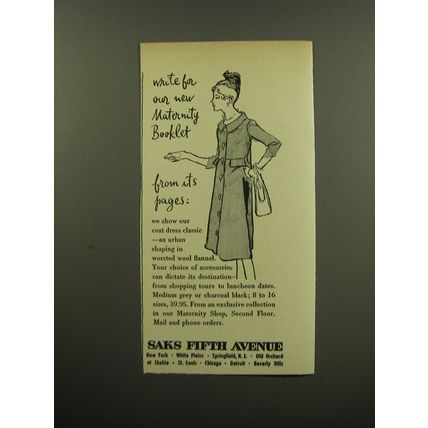 write for
our new
Maternity
Booklet
from its
pages:
we show our
coat dress classic
—an urban
shaping in
worsted wool flannel.
Your choice of accessories
can dictate its destination—
from shopping tours to luncheon dates.
Medium grey or charcoal black; 8 to 16
sizes, 39.95. From an exclusive collection
in our Maternity Shop, Second Floor.
Mail and phone orders.
SAKS FIFTH AVENUE
New York • White Plains • Springfield, N. J. • Old Orchard
at Skokie • St. Louis • Chicago • Detroit • Beverly Hills